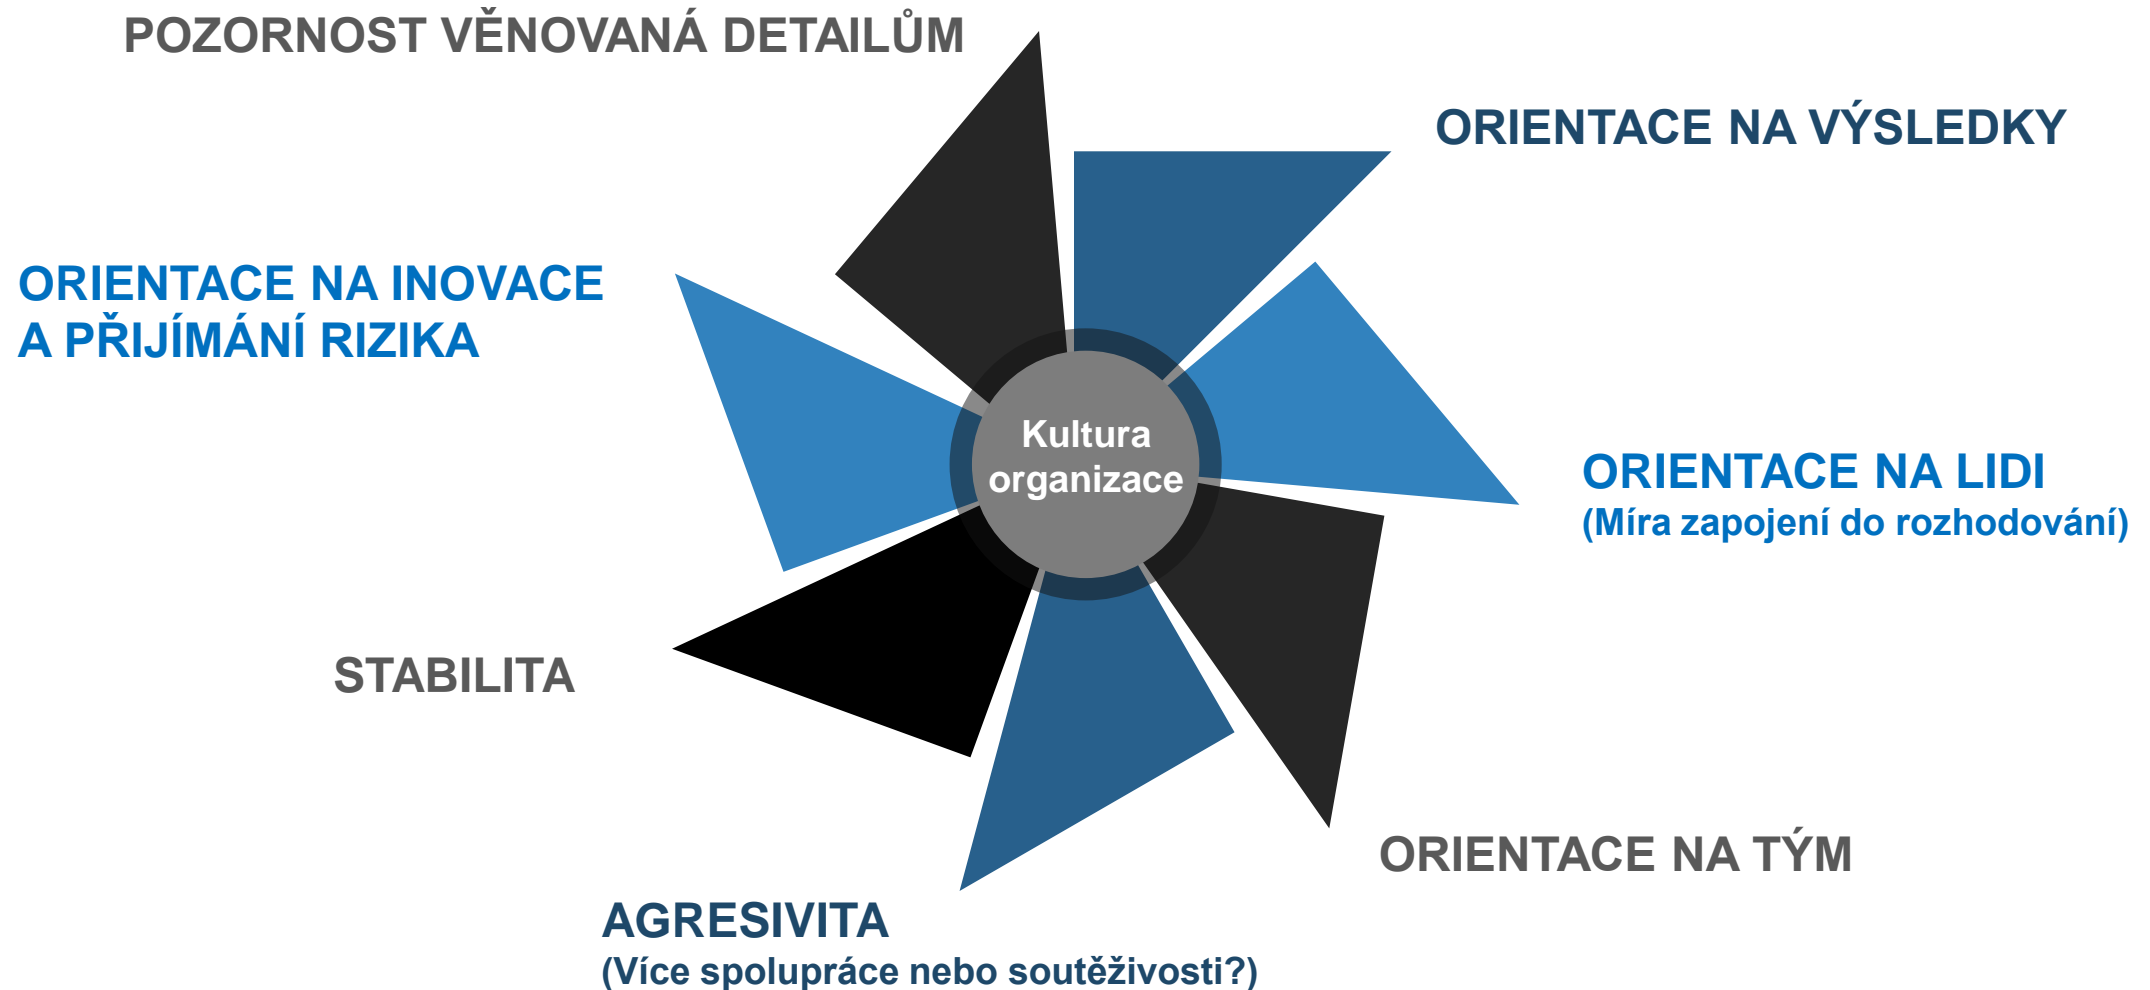 POZORNOST VĚNOVANÁ DETAILŮM
ORIENTACE NA VÝSLEDKY
ORIENTACE NA INOVACE
A PŘIJÍMÁNÍ RIZIKA
Kultura
organizace
ORIENTACE NA LIDI
(Míra zapojení do rozhodování)
STABILITA
ORIENTACE NA TÝM
AGRESIVITA
(Více spolupráce nebo soutěživosti?)